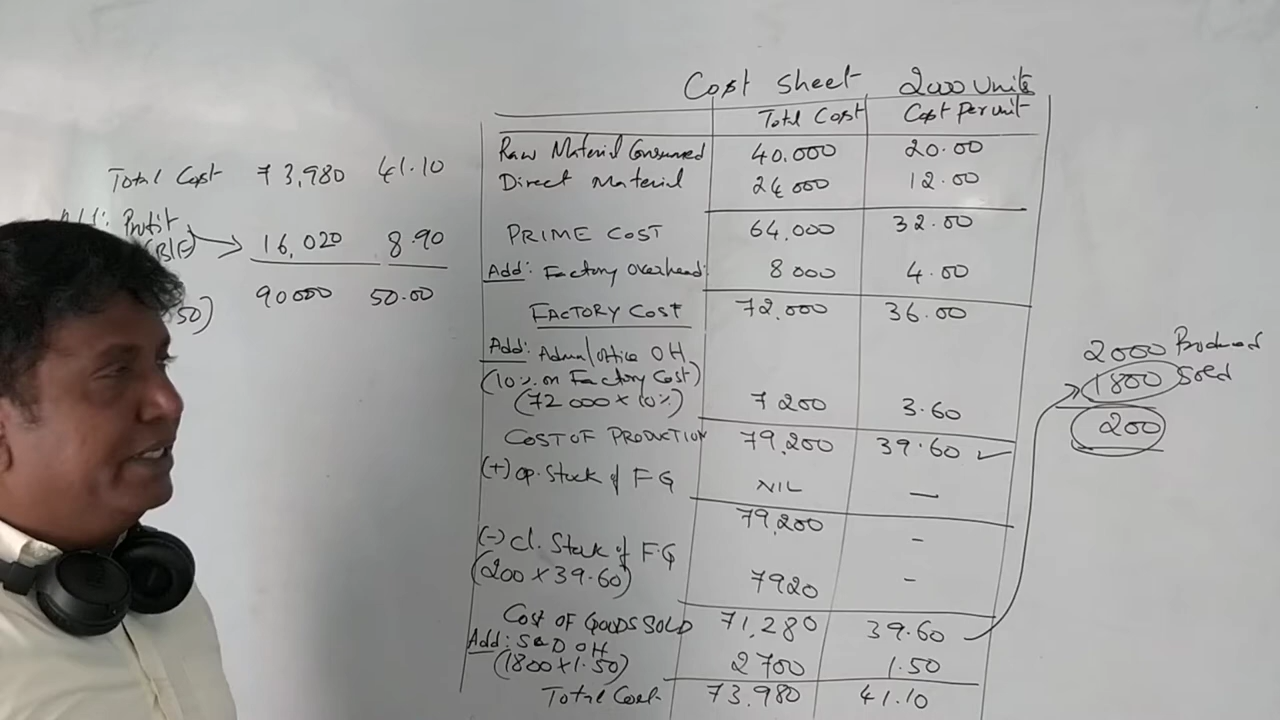 Cost Sheet 2000 Units
Total Cost Cost Per unit
Raw Material Consumed 40,000 20.00
Direct Material 24,000 12.00
PRIME COST 64,000 32.00
Add: Factory Overhead 8000 4.00
FACTORY COST 72,000 36.00
Add: Admn/office OH
(10% on Factory Cost)
(72000 x 10%) 7200 3.60
COST OF PRODUCTION 79,200 39.60 ✓
(+) Op. Stock of F G NIL —
79,200 -
(-) Cl. Stock of F.G
(200 x 39.60) 7920 -
Cost OF GOODS SOLD 71,280 39.60
Add: S&D OH
(1800 x 1.50) 2700 1.50
Total Cost 73,980 41.10
Total Cost 73,980 41.10
Profit
16,020 8.90
50) 90000 50.00
2000 Produced
1800 Sold
200